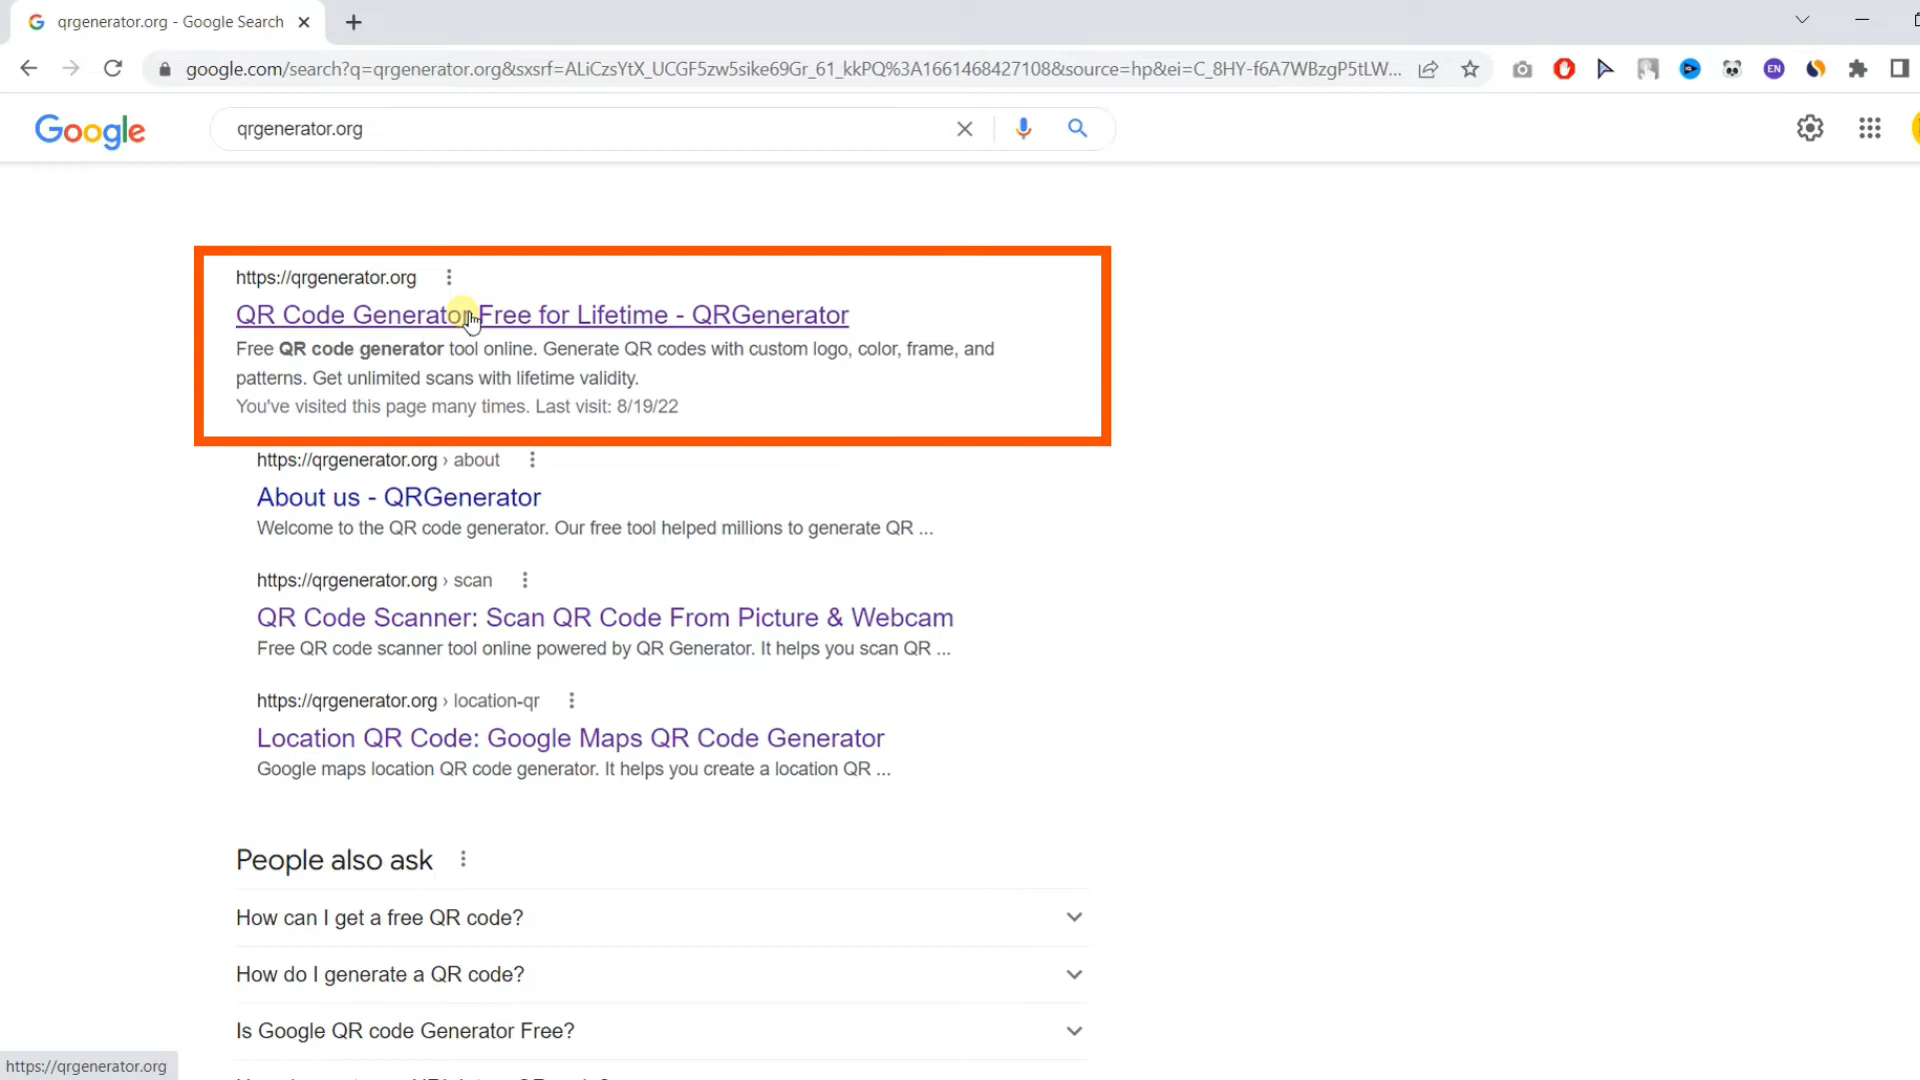 qrgenerator.org - Google Search
google.com/search?q=qrgenerator.org&sxsrf=ALiCzsYtX_UCGF5zw5sike69Gr_61_kkPQ%3A1661468427108&source=hp&ei=C_8HY-f6A7WBzgP5tLW...
EN
Google
qrgenerator.org
https://qrgenerator.org
QR Code Generator Free for Lifetime - QRGenerator
Free QR code generator tool online. Generate QR codes with custom logo, color, frame, and
patterns. Get unlimited scans with lifetime validity.
You've visited this page many times. Last visit: 8/19/22
https://qrgenerator.org › about
About us - QRGenerator
Welcome to the QR code generator. Our free tool helped millions to generate QR ...
https://qrgenerator.org › scan
QR Code Scanner: Scan QR Code From Picture & Webcam
Free QR code scanner tool online powered by QR Generator. It helps you scan QR ...
https://qrgenerator.org › location-qr
Location QR Code: Google Maps QR Code Generator
Google maps location QR code generator. It helps you create a location QR ...
People also ask
How can I get a free QR code?
How do I generate a QR code?
Is Google QR code Generator Free?
https://qrgenerator.org